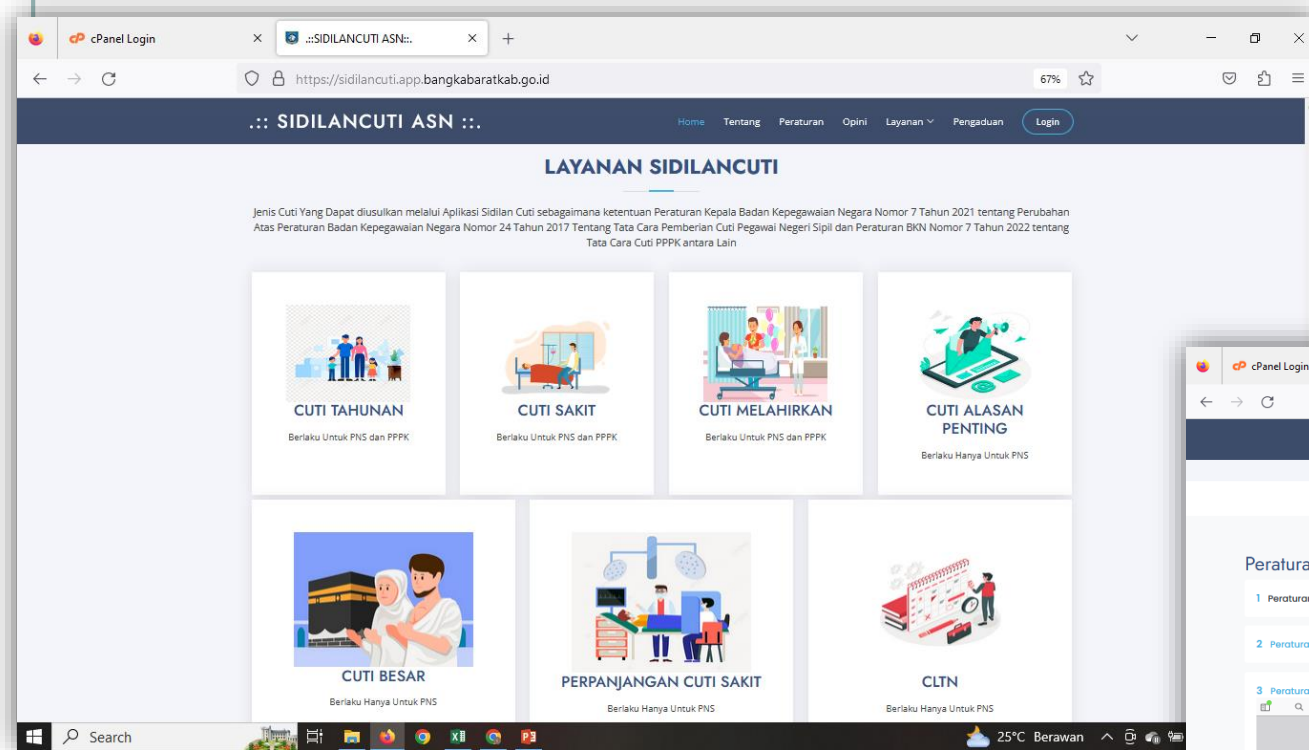 cPanel Login
.::SIDILANCUTI ASN::.
https://sidilancuti.app.bangkabaratkab.go.id
67%
.:: SIDILANCUTI ASN ::.
Home Tentang Peraturan Opini Layanan Pengaduan Login
LAYANAN SIDILANCUTI
Jenis Cuti Yang Dapat diusulkan melalui Aplikasi Sidilan Cuti sebagaimana ketentuan Peraturan Kepala Badan Kepegawaian Negara Nomor 7 Tahun 2021 tentang Perubahan
Atas Peraturan Badan Kepegawaian Negara Nomor 24 Tahun 2017 Tentang Tata Cara Pemberian Cuti Pegawai Negeri Sipil dan Peraturan BKN Nomor 7 Tahun 2022 tentang
Tata Cara Cuti PPPK antara Lain
CUTI TAHUNAN
Berlaku Untuk PNS dan PPPK
CUTI SAKIT
Berlaku Untuk PNS dan PPPK
CUTI MELAHIRKAN
Berlaku Untuk PNS dan PPPK
CUTI ALASAN
PENTING
Berlaku Hanya Untuk PNS
CUTI BESAR
Berlaku Hanya Untuk PNS
PERPANJANGAN CUTI SAKIT
Berlaku Hanya Untuk PNS
CLTN
Berlaku Hanya Untuk PNS
Search
25°C Berawan
cPanel Login
Peratura
1 Peraturan
2 Peratura
3 Peratura